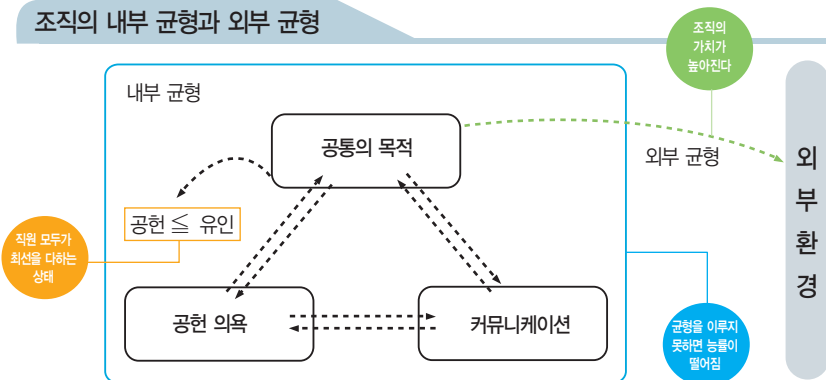 조직의 내부 균형과 외부 균형
조직의
가치가
높아진다
내부 균형
공통의 목적
외부 균형
외
부
환
경
공헌 ≦ 유인
직원 모두가
최선을 다하는
상태
공헌 의욕
커뮤니케이션
균형을 이루지
못하면 능률이
떨어짐